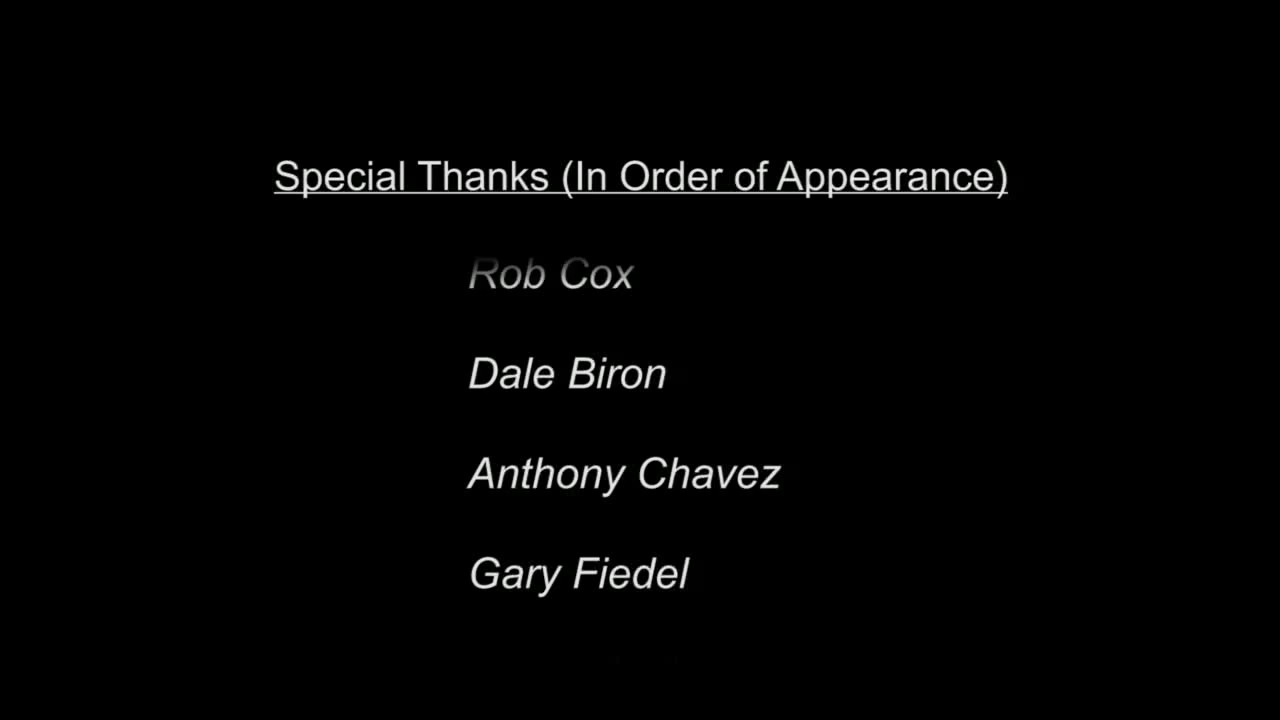 Special Thanks (In Order of Appearance)
Rob Cox
Dale Biron
Anthony Chavez
Gary Fiedel